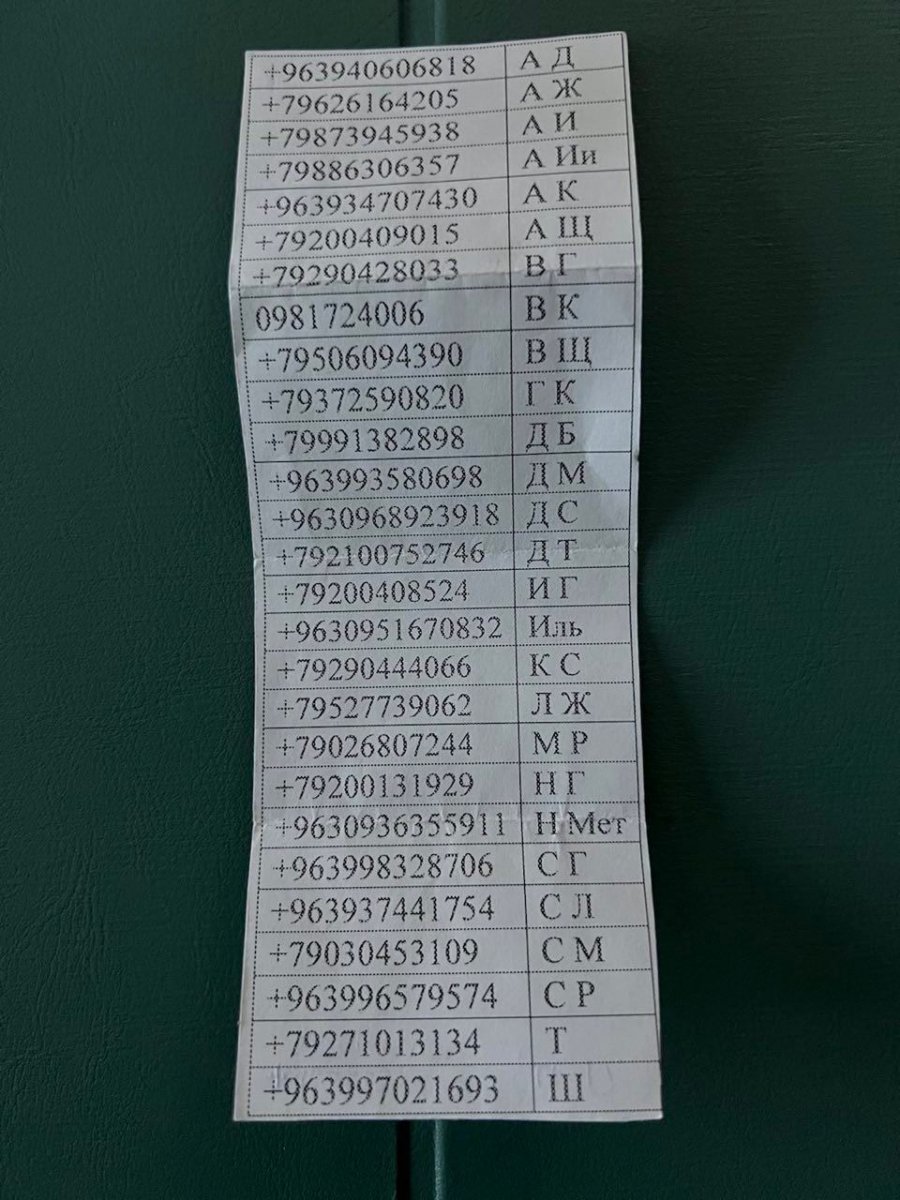 +963940606818 А Д
+79626164205 А Ж
+79873945938 А И
+79886306357 А Ии
+963934707430 А К
+79200409015 А Щ
+79290428033 В Г
0981724006 В К
+79506094390 В Щ
+79372590820 Г К
+79991382898 Д Б
+963993580698 Д М
+9630968923918 Д С
+792100752746 Д Т
+79200408524 И Г
+9630951670832 Иль
+79290444066 К С
+79527739062 Л Ж
+79026807244 М Р
+79200131929 Н Г
+9630936355911 Н Мет
+963998328706 С Г
+963937441754 С Л
+79030453109 С М
+963996579574 С Р
+79271013134 Т
+963997021693 Ш